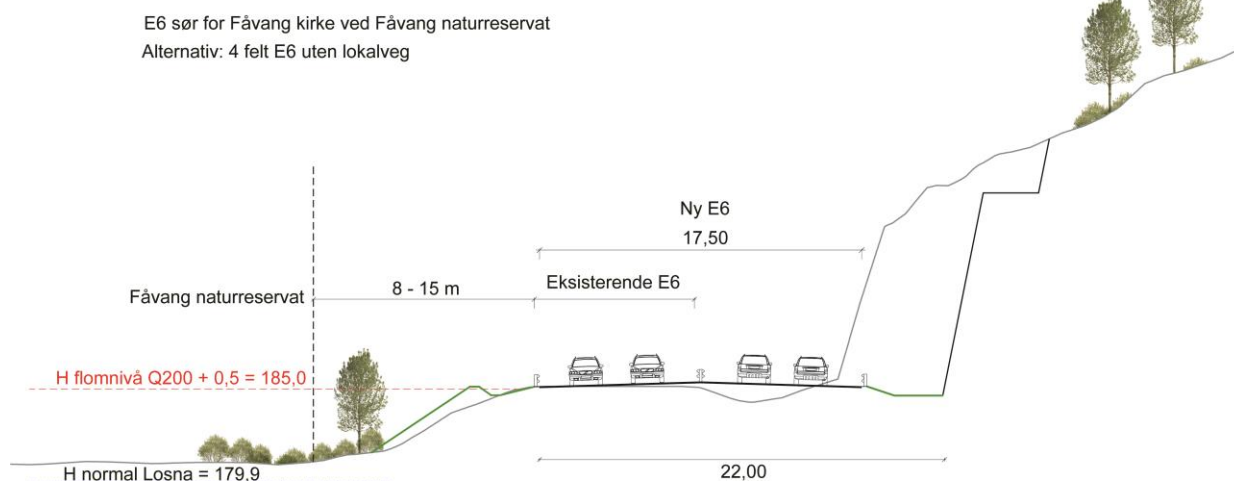 E6 sør for Fåvang kirke ved Fåvang naturreservat
Alternativ: 4 felt E6 uten lokalveg
Ny E6
17,50
Fåvang naturreservat
8 - 15 m
Eksisterende E6
H flomnivå Q200 + 0,5 = 185,0
H normal Losna = 179,9
22,00